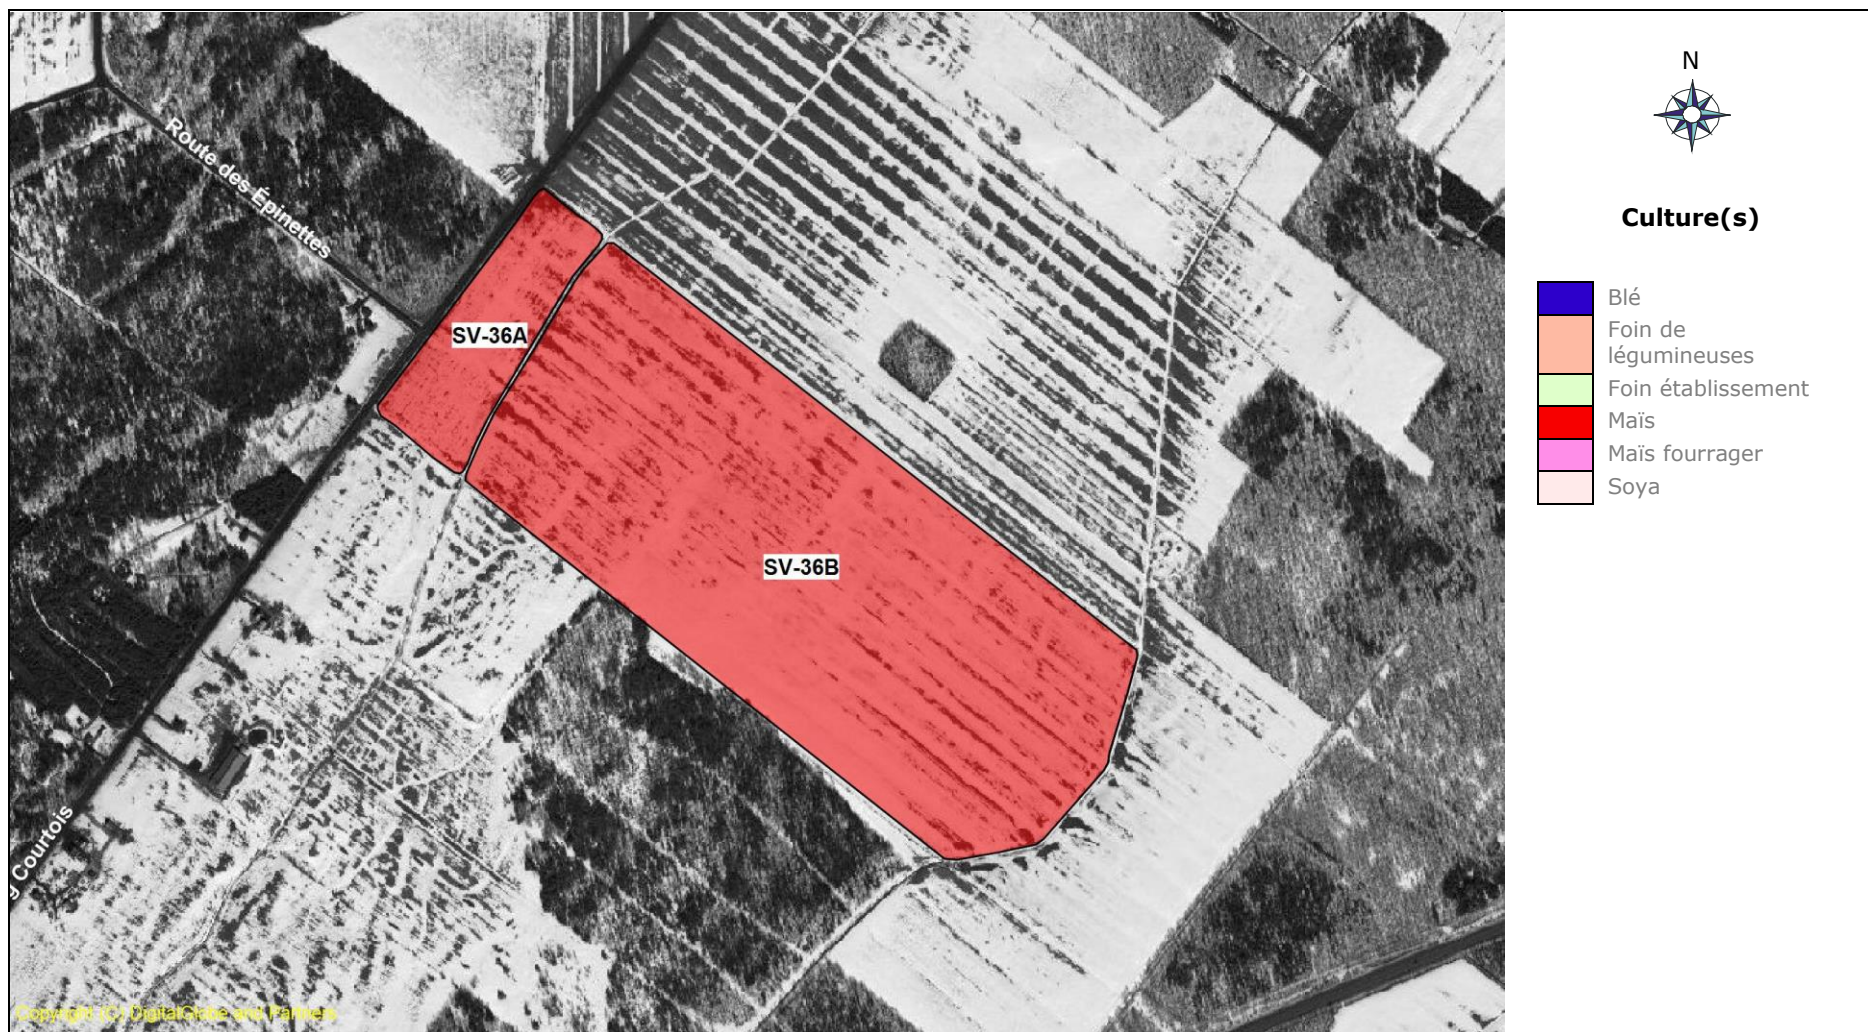 N
Culture(s)
Blé
Foin de
légumineuses
Foin établissement
Maïs
Maïs fourrager
Soya
Route des Épinettes
SV-36A
SV-36B
g Courtois
Copyright (C) DigitalGlobe and Partners